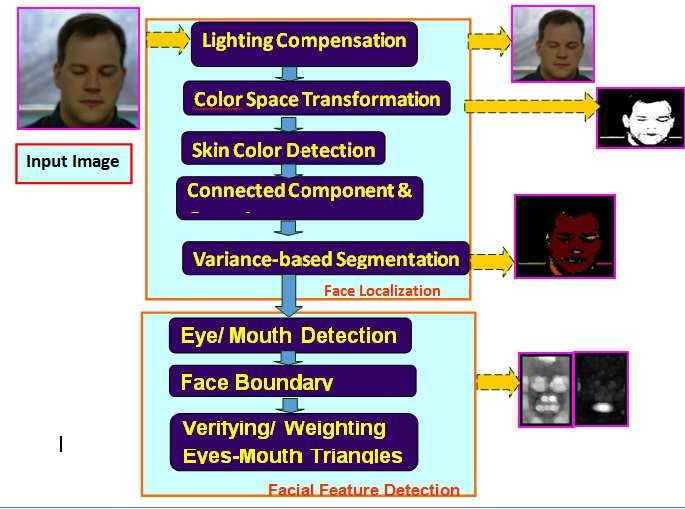 Lighting Compensation
Color Space Transformation
Input Image
Skin Color Detection
Connected Component &
Variance-based Segmentation
Face Localization
Eye/ Mouth Detection
Face Boundary
Verifying/ Weighting
Eyes-Mouth Triangles
Facial Feature Detection